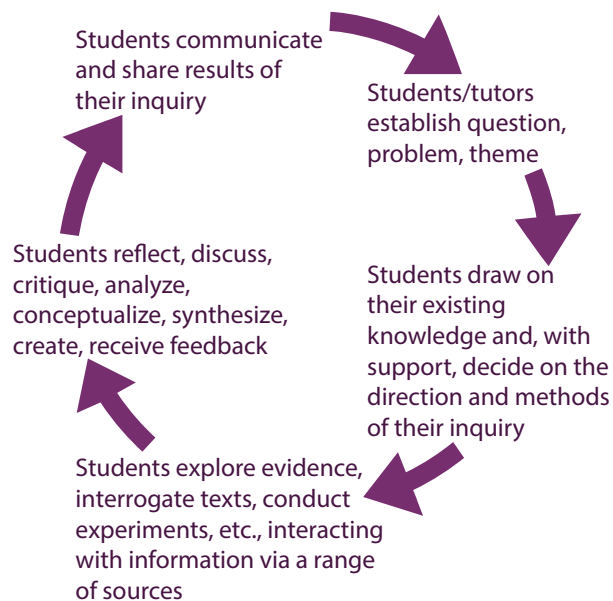 Students communicate
and share results of
their inquiry
Students/tutors
establish question,
problem, theme
Students draw on
their existing
knowledge and, with
support, decide on the
direction and methods
of their inquiry
Students explore evidence,
interrogate texts, conduct
experiments, etc., interacting
with information via a range
of sources
Students reflect, discuss,
critique, analyze,
conceptualize, synthesize,
create, receive feedback